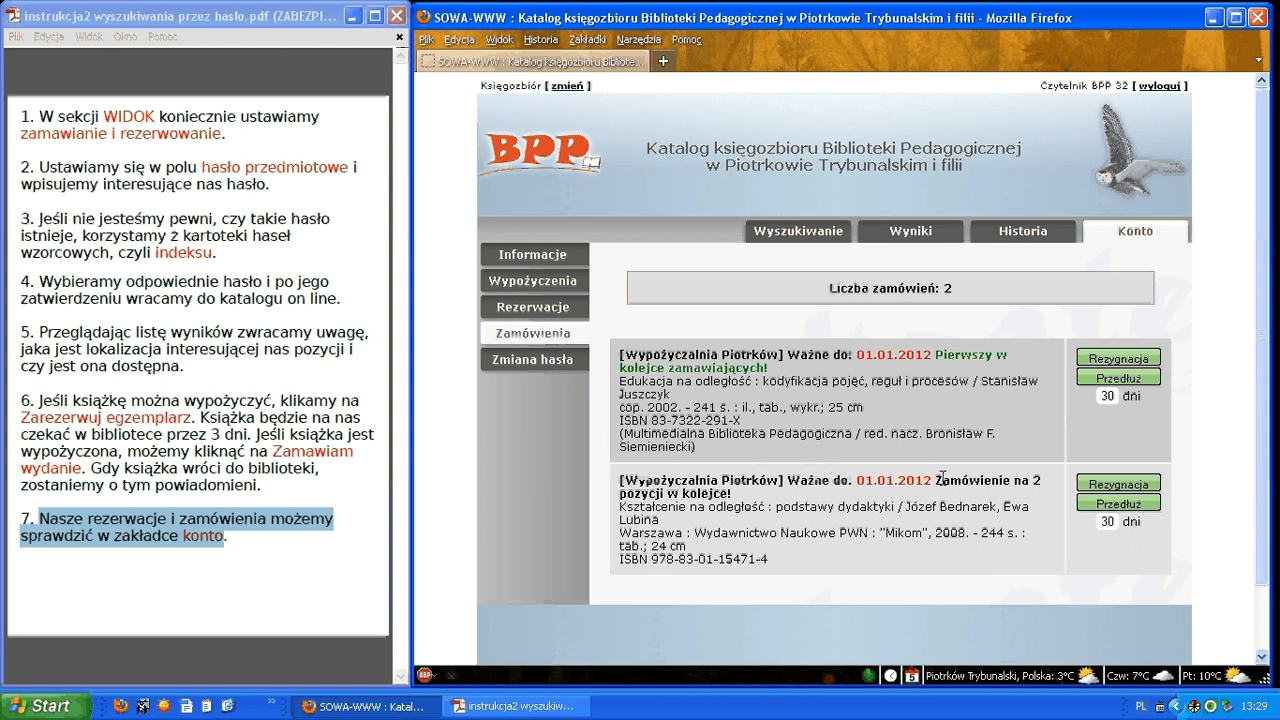 instrukcja2 wyszukiwania przez hasło.pdf (ZABEZPI...
Plik Edycja Widok Okno Pomoc
1. W sekcji WIDOK koniecznie ustawiamy
zamawianie i rezerwowanie.
2. Ustawiamy się w polu hasło przedmiotowe i
wpisujemy interesujące nas hasło.
3. Jeśli nie jesteśmy pewni, czy takie hasło
istnieje, korzystamy z kartoteki haseł
wzorcowych, czyli indeksu.
4. Wybieramy odpowiednie hasło i po jego
zatwierdzeniu wracamy do katalogu on line.
5. Przeglądając listę wyników zwracamy uwagę,
jaka jest lokalizacja interesującej nas pozycji i
czy jest ona dostępna.
6. Jeśli książkę można wypożyczyć, klikamy na
Zarezerwuj egzemplarz. Książka będzie na nas
czekać w bibliotece przez 3 dni. Jeśli książka jest
wypożyczona, możemy kliknąć na Zamawiam
wydanie. Gdy książka wróci do biblioteki,
zostaniemy o tym powiadomieni.
7. Nasze rezerwacje i zamówienia możemy
sprawdzić w zakładce konto.
SOWA-WWW : Katalog księgozbioru Biblioteki Pedagogicznej w Piotrkowie Trybunalskim i filii - Mozilla Firefox
Plik Edycja Widok Historia Zakładki Narzędzia Pomoc
SOWA-WWW : Katalog księgozbioru Bibliote... +
Księgozbiór [ zmień ]
Czytelnik BPP 32 [ wyloguj ]
BPP
Katalog księgozbioru Biblioteki Pedagogicznej
w Piotrkowie Trybunalskim i filii
Wyszukiwanie Wyniki Historia Konto
Informacje
Wypożyczenia
Rezerwacje
Zamówienia
Zmiana hasła
Liczba zamówień: 2
[Wypożyczalnia Piotrków] Ważne do: 01.01.2012 Pierwszy w
kolejce zamawiających!
Edukacja na odległość : kodyfikacja pojęć, reguł i procesów / Stanisław
Juszczyk
cop. 2002. - 241 s. : il., tab., wykr.; 25 cm
ISBN 83-7322-291-X
(Multimedialna Biblioteka Pedagogiczna / red. nacz. Bronisław F.
Siemieniecki)
Rezygnacja
Przedłuż
30 dni
[Wypożyczalnia Piotrków] Ważne do: 01.01.2012 Zamówienie na 2
pozycji w kolejce!
Kształcenie na odległość : podstawy dydaktyki / Józef Bednarek, Ewa
Lubina
Warszawa : Wydawnictwo Naukowe PWN : "Mikom", 2008. - 244 s. :
tab.; 24 cm
ISBN 978-83-01-15471-4
Rezygnacja
Przedłuż
30 dni
ABP
5 Piotrków Trybunalski, Polska: 3°C Czw: 7°C Pt: 10°C
Start
SOWA-WWW : Katal...
instrukcja2 wyszukiw...
PL
13:29